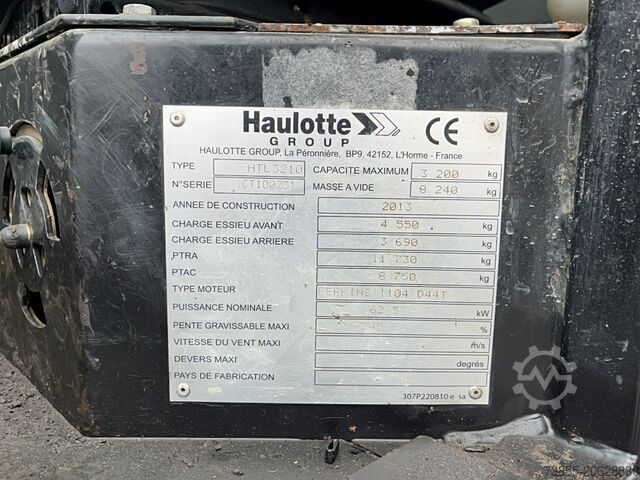 Haulotte
GROUP
CE
HAULOTTE GROUP, La Péronnière, BP9, 42152, L'Horme - France
TYPE HTL3210 CAPACITE MAXIMUM 3 200 kg
N°SERIE CT100231 MASSE A VIDE 8 240 kg
ANNEE DE CONSTRUCTION 2013
CHARGE ESSIEU AVANT 4 550 kg
CHARGE ESSIEU ARRIERE 3 690 kg
PTRA 11 730 kg
PTAC 8 750 kg
TYPE MOTEUR PERKINS 1104 D44T
PUISSANCE NOMINALE 62.5 kW
PENTE GRAVISSABLE MAXI 45 %
VITESSE DU VENT MAXI m/s
DEVERS MAXI degrés
PAYS DE FABRICATION
307P220810 e sa